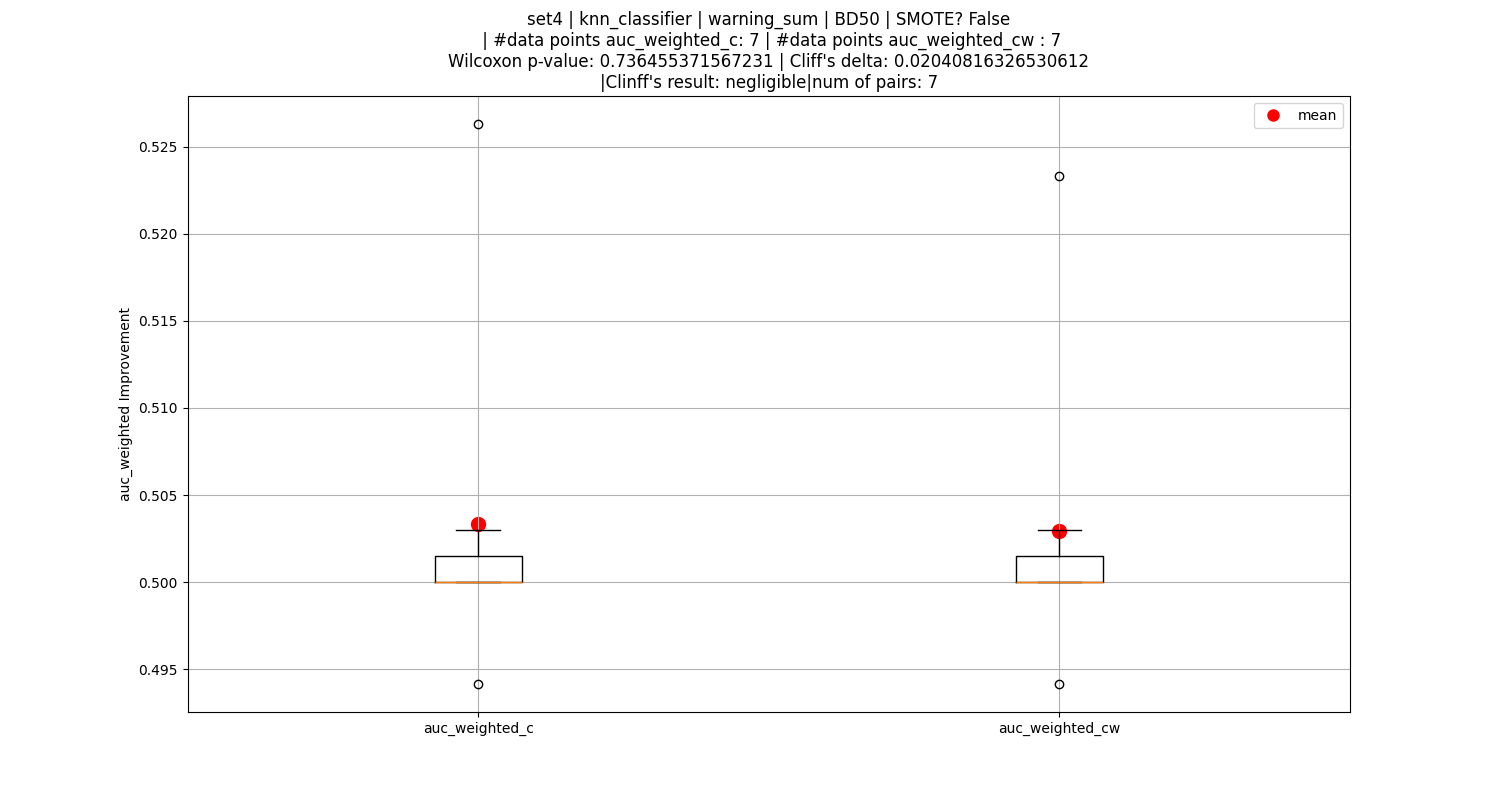 set4 | knn_classifier | warning_sum | BD50 | SMOTE? False
| #data points auc_weighted_c: 7 | #data points auc_weighted_cw : 7
Wilcoxon p-value: 0.736455371567231 | Cliff's delta: 0.02040816326530612
|Clinff's result: negligible|num of pairs: 7
mean
auc_weighted Improvement
0.525
0.520
0.515
0.510
0.505
0.500
0.495
auc_weighted_c
auc_weighted_cw